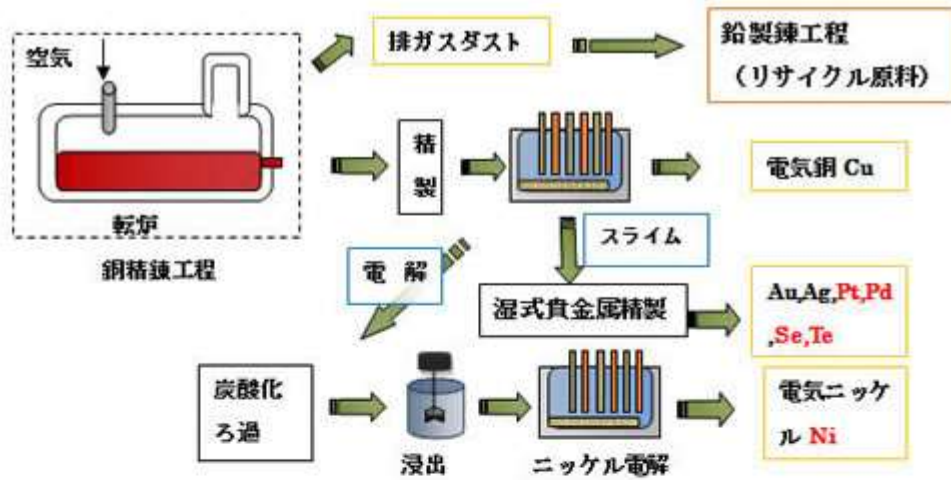 空気
排ガスダスト
鉛製錬工程
（リサイクル原料）
転炉
銅精錬工程
精
製
電気銅 Cu
スライム
電 解
湿式貴金属精製
Au,Ag,Pt,Pd
,Se,Te
炭酸化
ろ過
浸出
ニッケル電解
電気ニッケ
ル Ni